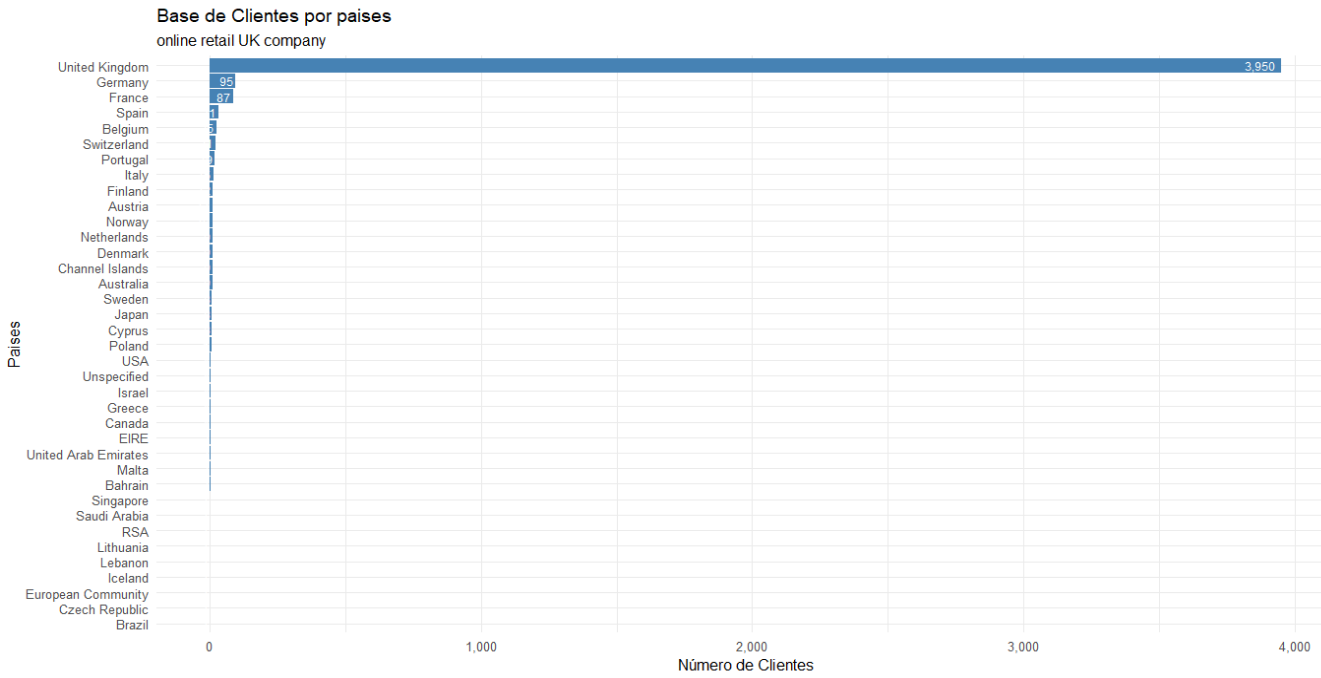 Base de Clientes por paises
online retail UK company
Paises
United Kingdom 3,950
Germany 95
France 87
Spain
Belgium
Switzerland
Portugal
Italy
Finland
Austria
Norway
Netherlands
Denmark
Channel Islands
Australia
Sweden
Japan
Cyprus
Poland
USA
Unspecified
Israel
Greece
Canada
EIRE
United Arab Emirates
Malta
Bahrain
Singapore
Saudi Arabia
RSA
Lithuania
Lebanon
Iceland
European Community
Czech Republic
Brazil
0 1,000 2,000 3,000 4,000
Número de Clientes